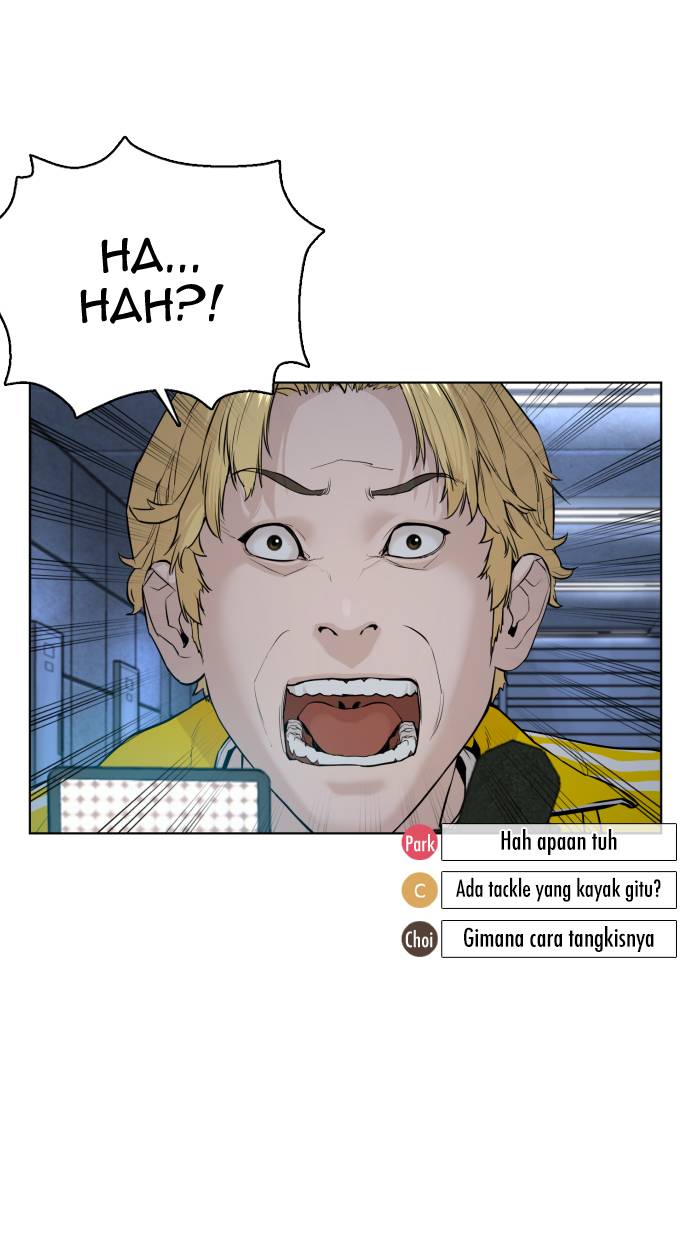 HA...
HAH?!
Park Hah apaan tuh
C Ada tackle yang kayak gitu?
Choi Gimana cara tangkisnya